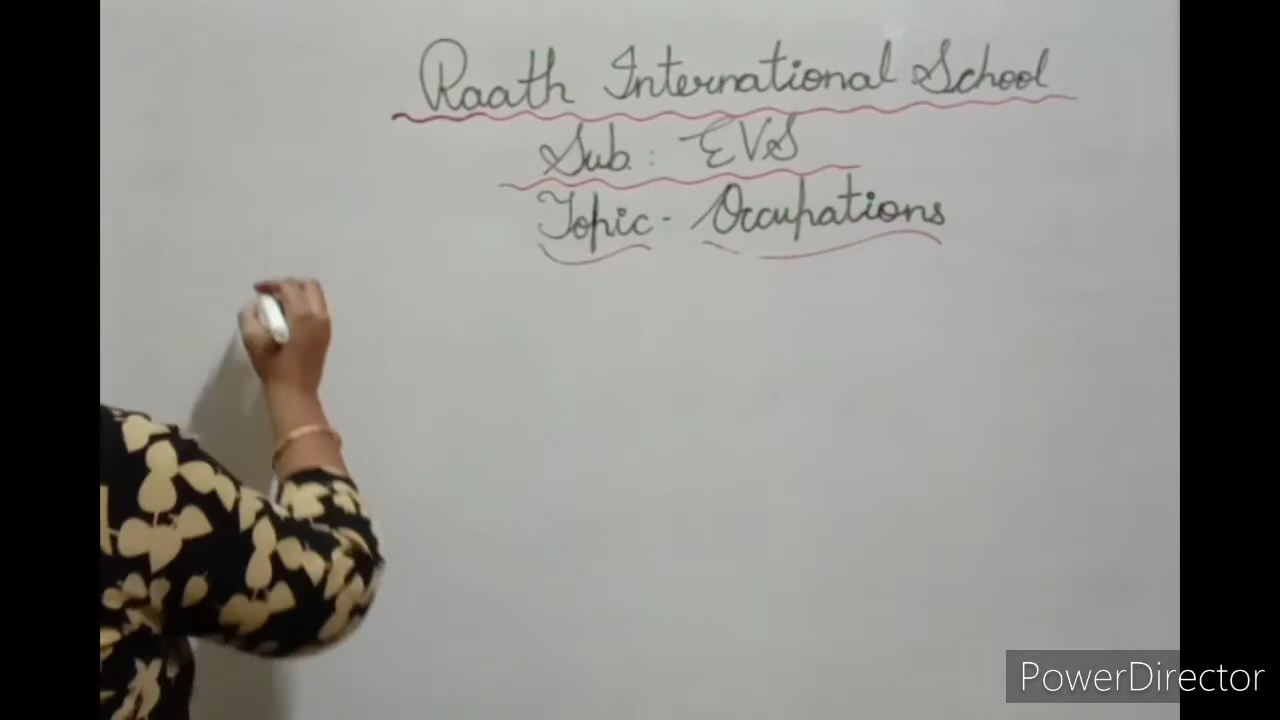 Raath International School
Sub : EVS
Topic - Occupations
PowerDirector